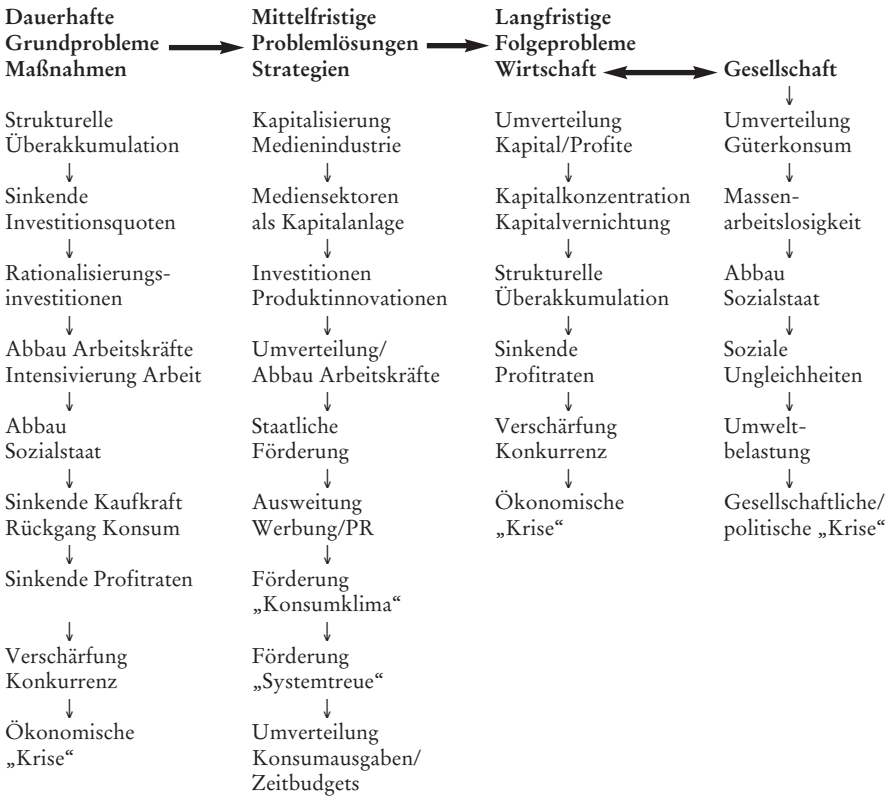 Dauerhafte
Grundprobleme
Maßnahmen
Strukturelle
Überakkumulation
Sinkende
Investitionsquoten
Rationalisierungs-
investitionen
Abbau Arbeitskräfte
Intensivierung Arbeit
Abbau
Sozialstaat
Sinkende Kaufkraft
Rückgang Konsum
Sinkende Profitraten
Verschärfung
Konkurrenz
Ökonomische
„Krise“
Mittelfristige
Problemlösungen
Strategien
Kapitalisierung
Medienindustrie
Mediensektoren
als Kapitalanlage
Investitionen
Produktinnovationen
Umverteilung/
Abbau Arbeitskräfte
Staatliche
Förderung
Ausweitung
Werbung/PR
Förderung
„Konsumklima“
Förderung
„Systemtreue“
Umverteilung
Konsumausgaben/
Zeitbudgets
Langfristige
Folgeprobleme
Wirtschaft
Umverteilung
Kapital/Profite
Kapitalkonzentration
Kapitalvernichtung
Strukturelle
Überakkumulation
Sinkende
Profitraten
Verschärfung
Konkurrenz
Ökonomische
„Krise“
Gesellschaft
Umverteilung
Güterkonsum
Massen-
arbeitslosigkeit
Abbau
Sozialstaat
Soziale
Ungleichheiten
Umwelt-
belastung
Gesellschaftliche/
politische „Krise“